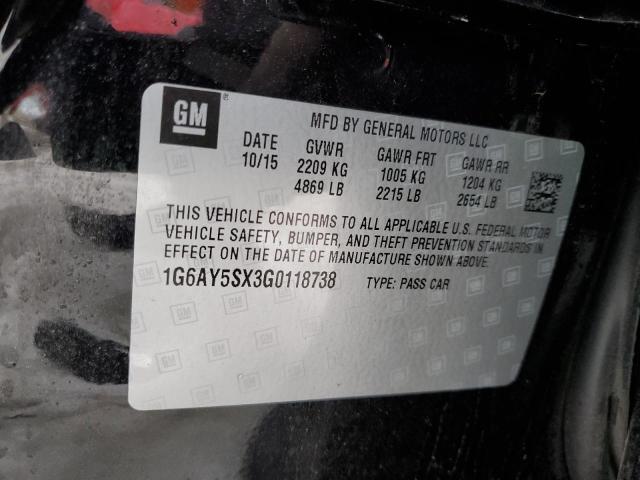 GM
MFD BY GENERAL MOTORS LLC
DATE GVWR GAWR FRT GAWR RR
10/15 2209 KG 1005 KG 1204 KG
4869 LB 2215 LB 2654 LB
THIS VEHICLE CONFORMS TO ALL APPLICABLE U.S. FEDERAL MOTOR
VEHICLE SAFETY, BUMPER, AND THEFT PREVENTION STANDARDS IN
EFFECT ON THE DATE OF MANUFACTURE SHOWN ABOVE.
1G6AY5SX3G0118738 TYPE: PASS CAR